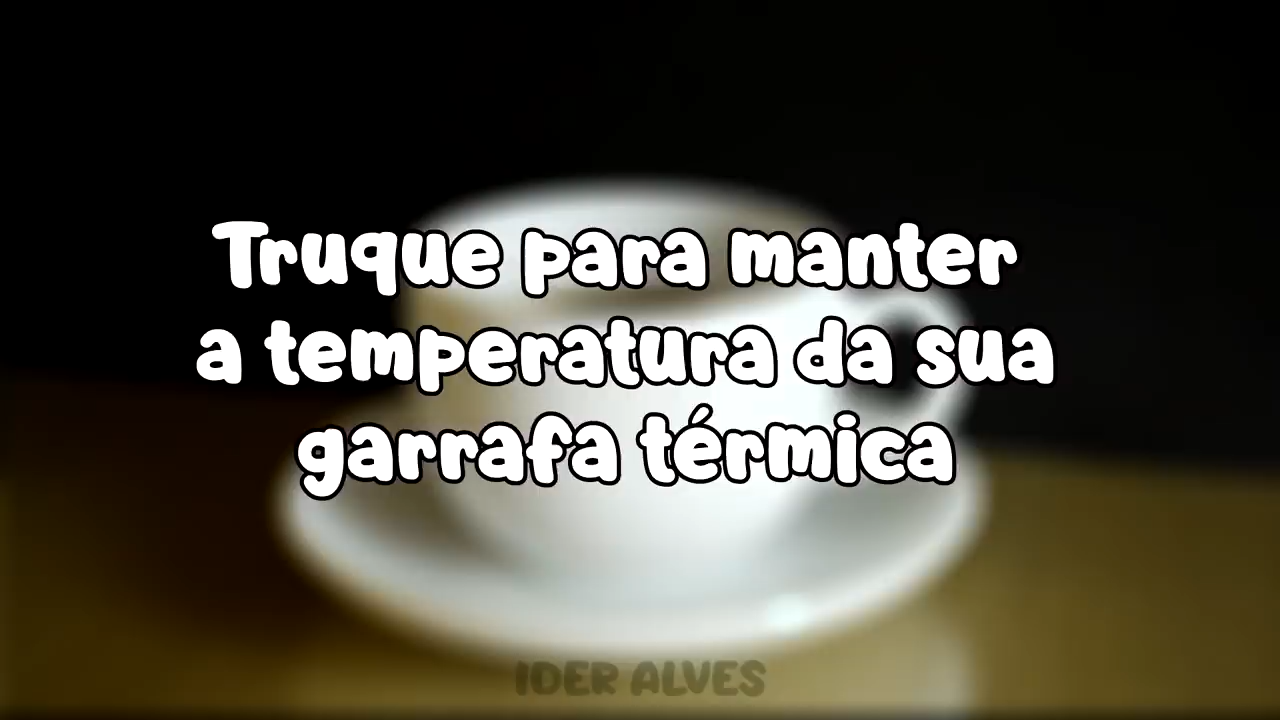 Truque para manter
a temperatura da sua
garrafa térmica
IDER ALVES